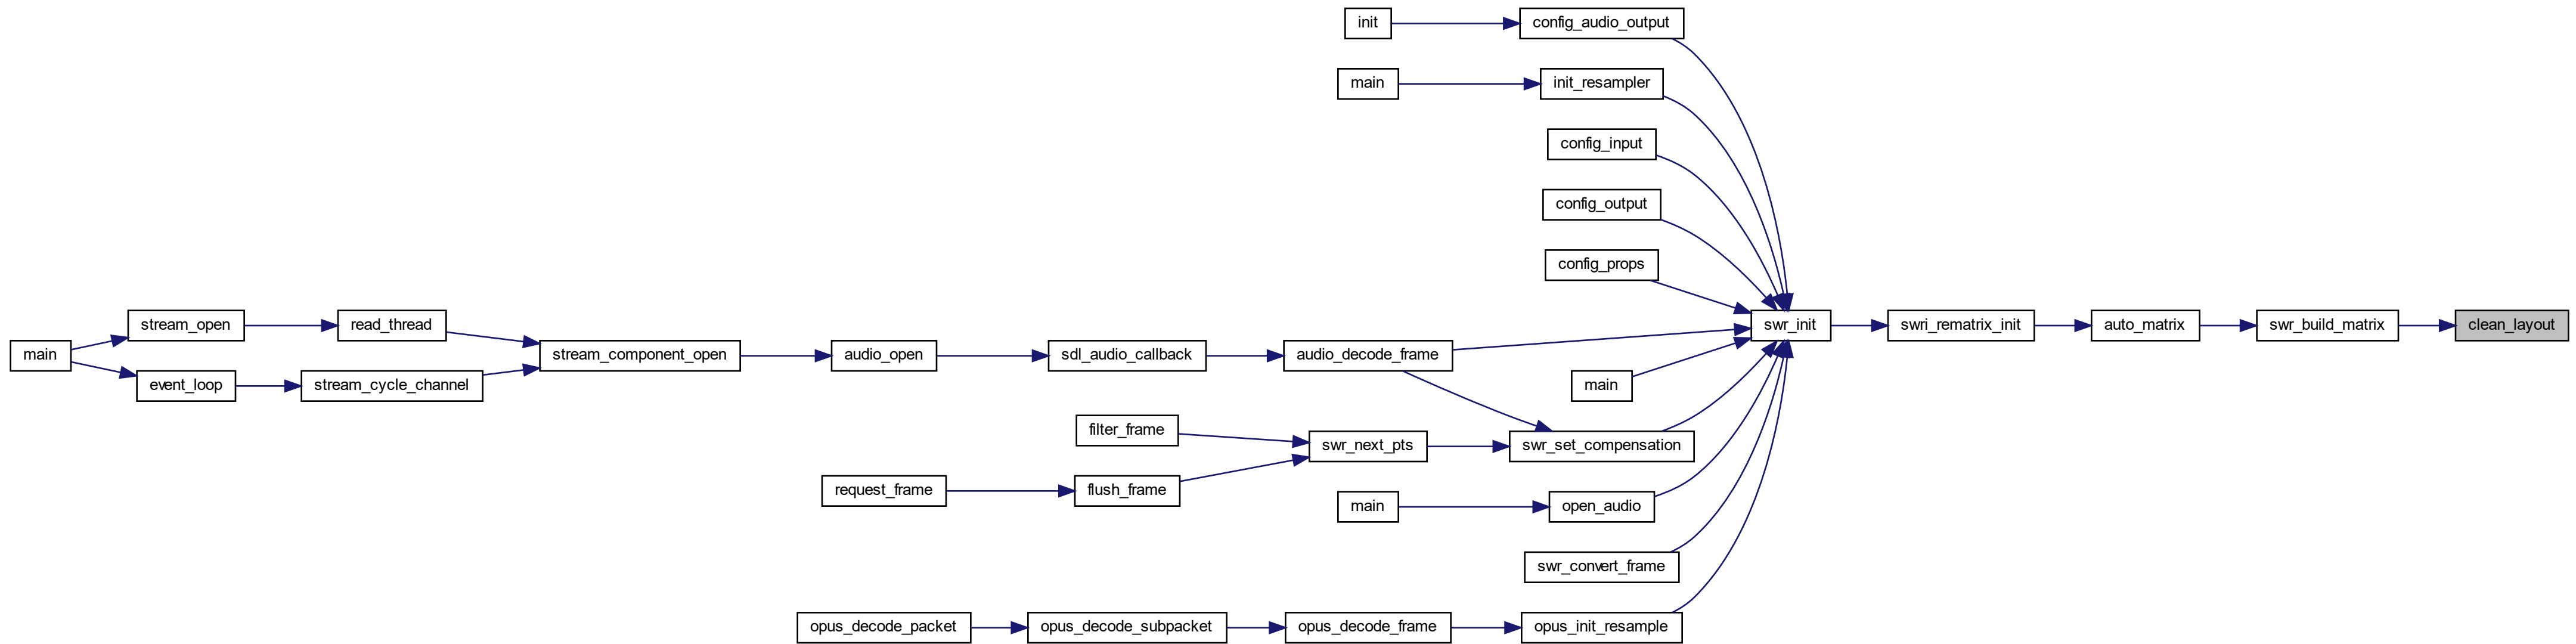 init
config_audio_output
main
init_resampler
config_input
config_output
config_props
stream_open
read_thread
swr_init
swri_rematrix_init
auto_matrix
swr_build_matrix
clean_layout
main
stream_component_open
audio_open
sdl_audio_callback
audio_decode_frame
event_loop
stream_cycle_channel
main
filter_frame
swr_next_pts
swr_set_compensation
request_frame
flush_frame
main
open_audio
swr_convert_frame
opus_decode_packet
opus_decode_subpacket
opus_decode_frame
opus_init_resample